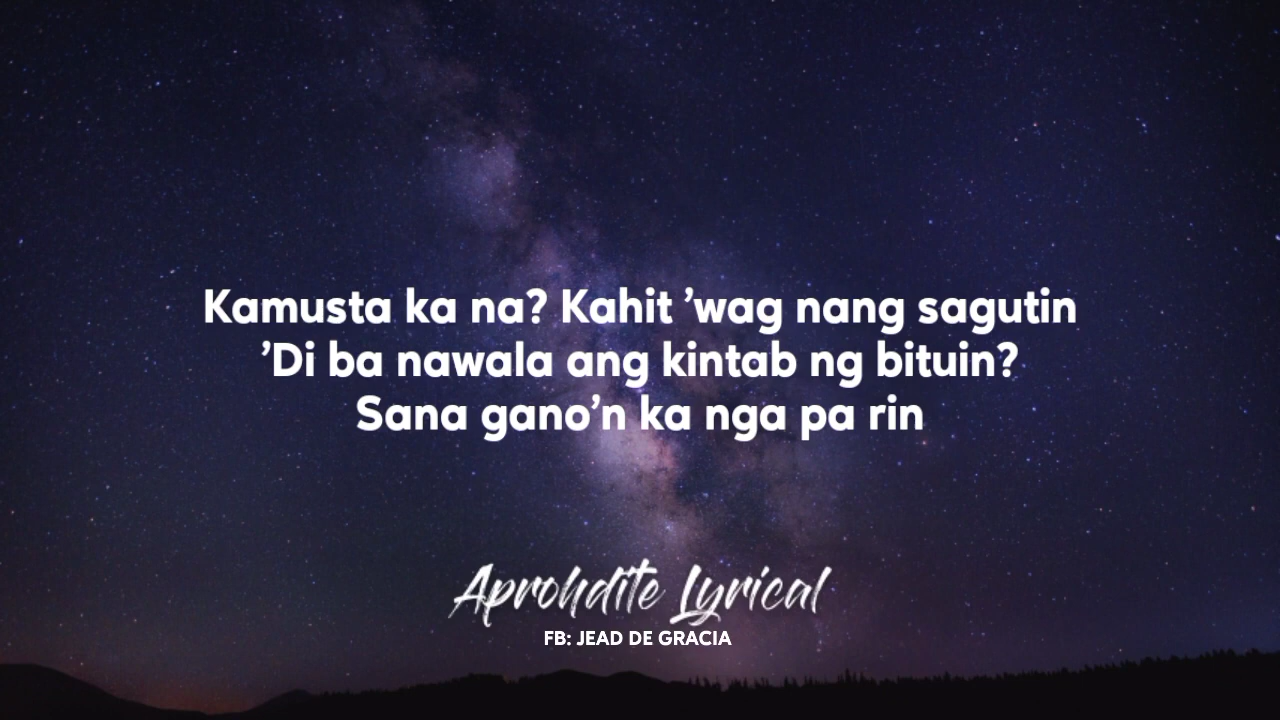 Kamusta ka na? Kahit ’wag nang sagutin
’Di ba nawala ang kintab ng bituin?
Sana gano’n ka nga pa rin
Aprohdite Lyrical
FB: JEAD DE GRACIA